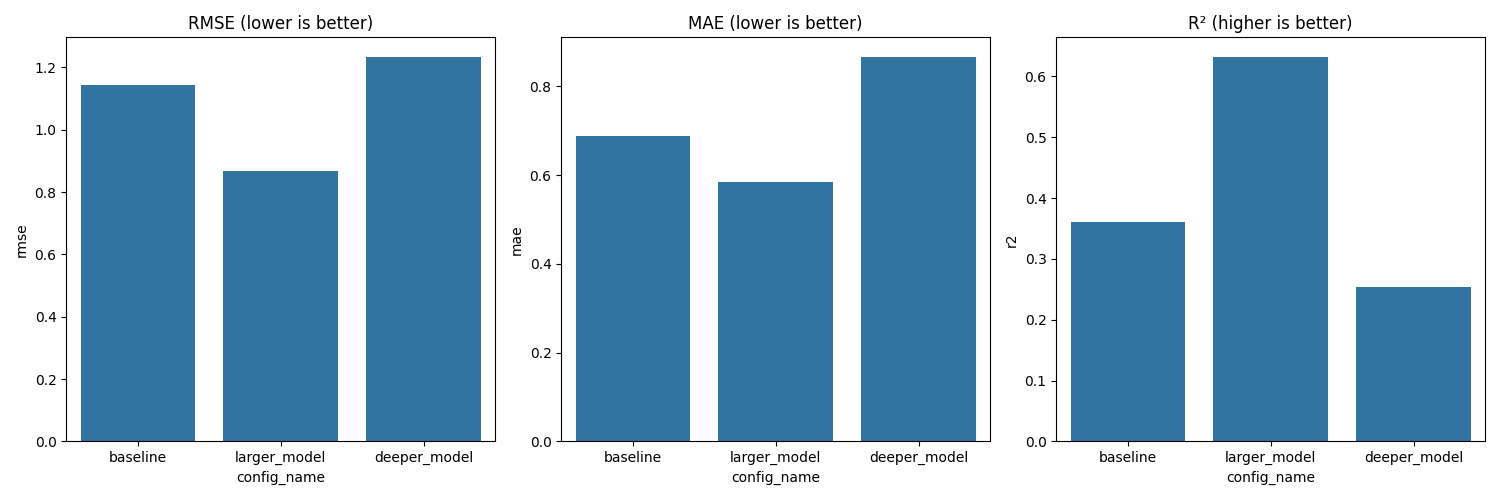 RMSE (lower is better)
1.2
1.0
0.8
0.6
0.4
0.2
0.0
rmse
baseline larger_model deeper_model
config_name
MAE (lower is better)
0.8
0.6
0.4
0.2
0.0
mae
baseline larger_model deeper_model
config_name
R² (higher is better)
0.6
0.5
0.4
0.3
0.2
0.1
0.0
r2
baseline larger_model deeper_model
config_name